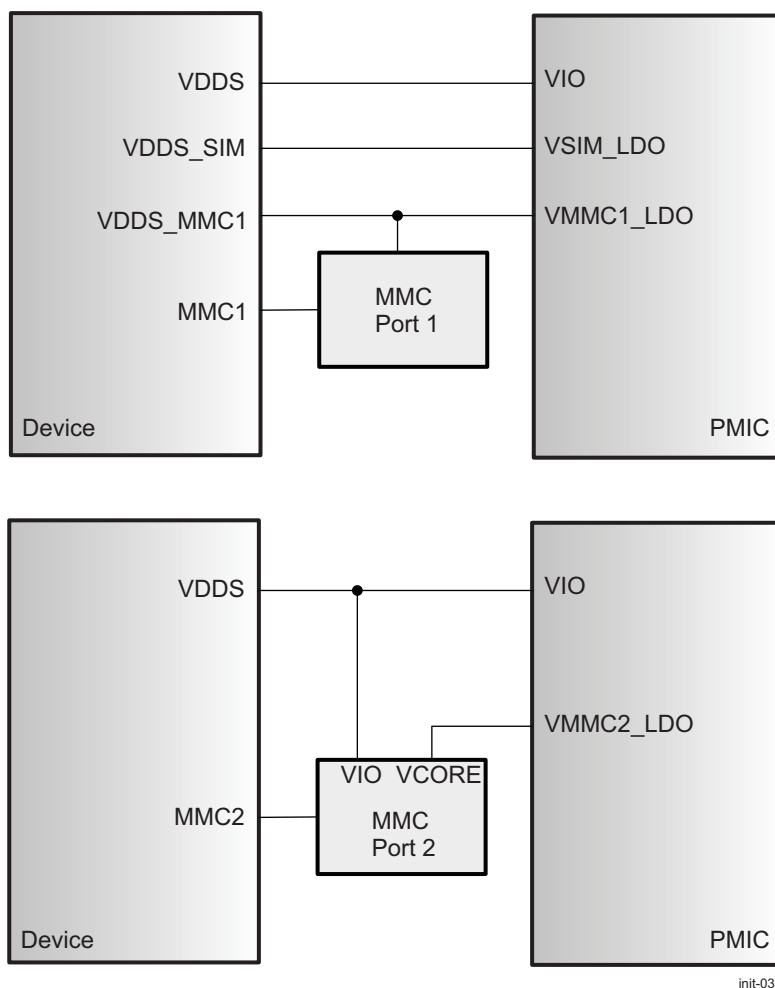 VDDS VIO
VDDS_SIM VSIM_LDO
VDDS_MMC1 VMMC1_LDO
MMC1
MMC
Port 1
Device PMIC
VDDS VIO
VMMC2_LDO
VIO VCORE
MMC2
MMC
Port 2
Device PMIC
init-03